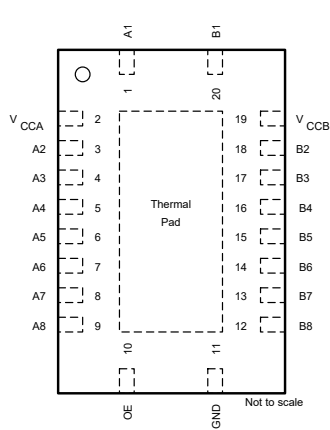 A1 B1
1 20
VCCA 2 19 VCCB
A2 3 18 B2
A3 4 17 B3
A4 5 16 B4
A5 6 15 B5
A6 7 14 B6
A7 8 13 B7
A8 9 12 B8
Thermal
Pad
10 11
OE GND
Not to scale